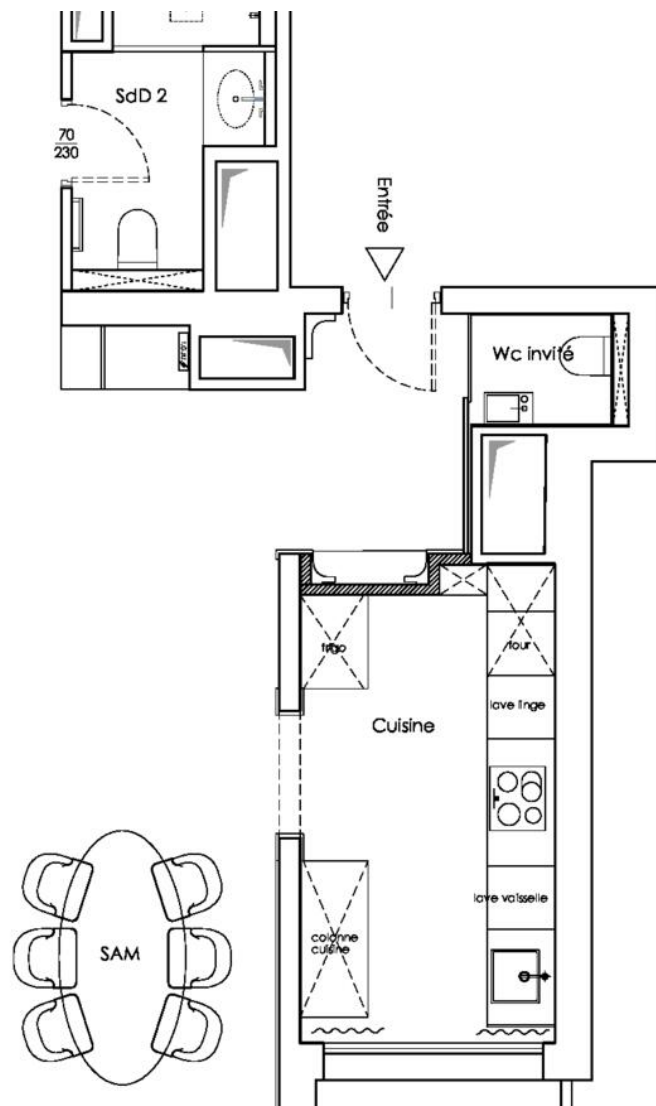 SdD 2
70
230
Entrée
Wc invité
frigo
four
lave linge
Cuisine
lave vaisselle
colonne
cuisine
SAM